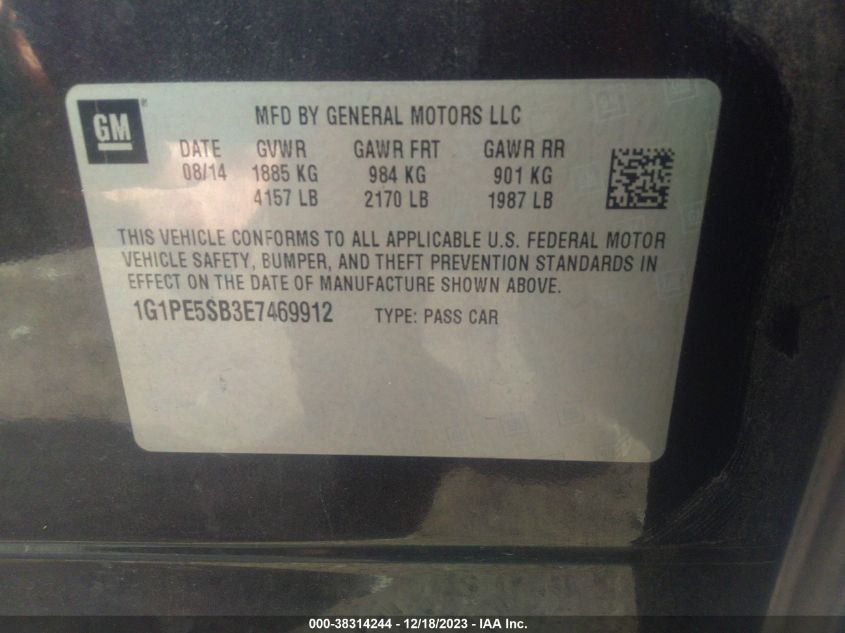 GM
MFD BY GENERAL MOTORS LLC
DATE GVWR GAWR FRT GAWR RR
08/14 1885 KG 984 KG 901 KG
4157 LB 2170 LB 1987 LB
THIS VEHICLE CONFORMS TO ALL APPLICABLE U.S. FEDERAL MOTOR
VEHICLE SAFETY, BUMPER, AND THEFT PREVENTION STANDARDS IN
EFFECT ON THE DATE OF MANUFACTURE SHOWN ABOVE.
1G1PE5SB3E7469912 TYPE: PASS CAR
000-38314244 - 12/18/2023 - IAA Inc.